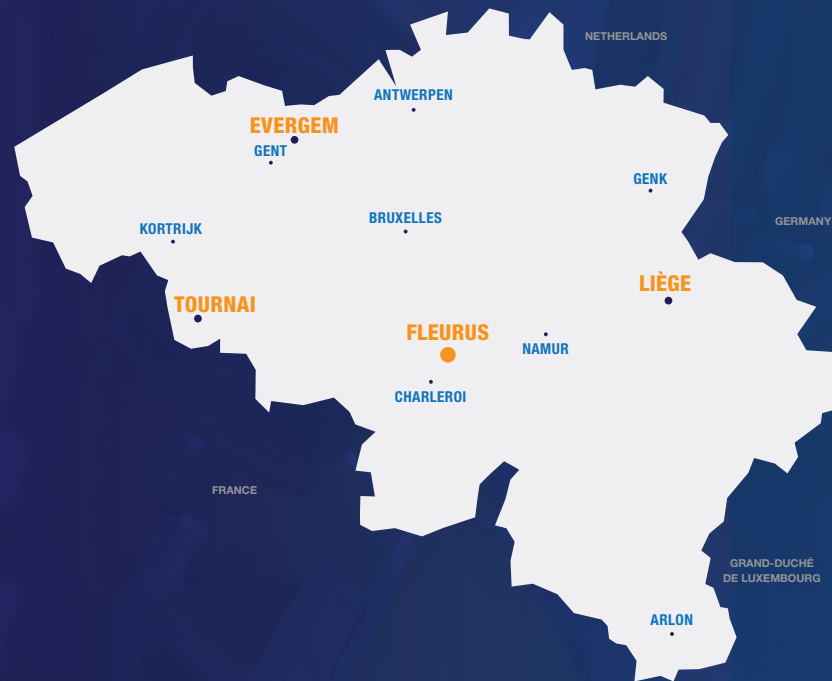 NETHERLANDS
ANTWERPEN
EVERGEM
GENT
GENK
BRUXELLES
GERMANY
KORTRIJK
LIÈGE
TOURNAI
FLEURUS
NAMUR
CHARLEROI
FRANCE
GRAND-DUCHÉ
DE LUXEMBOURG
ARLON